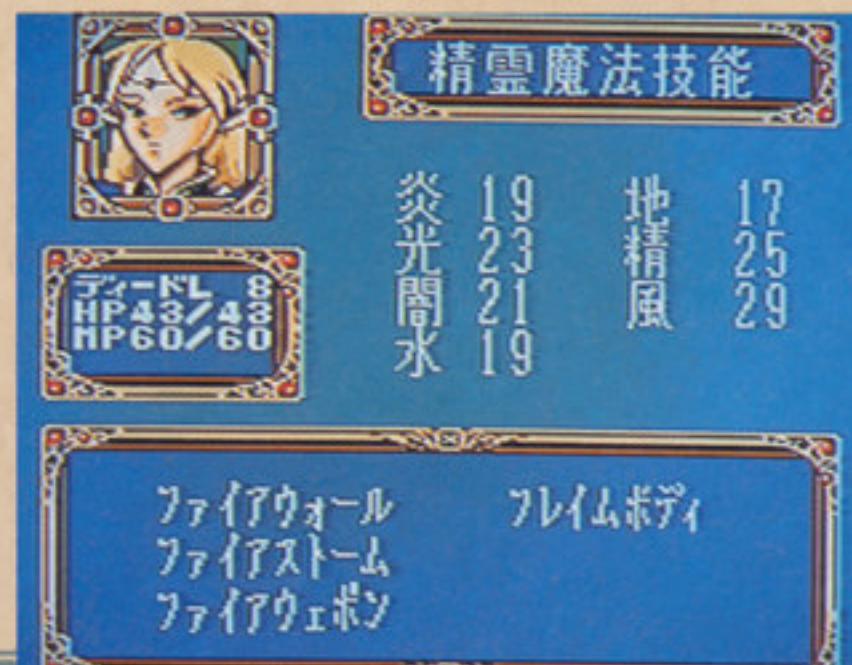 精霊魔法技能
ディードL 8
HP43/43
MP60/60
炎 19 地 17
光 23 精 25
闇 21 風 29
水 19
ファイアウォール フレイムボディ
ファイアストーム
ファイアウェポン